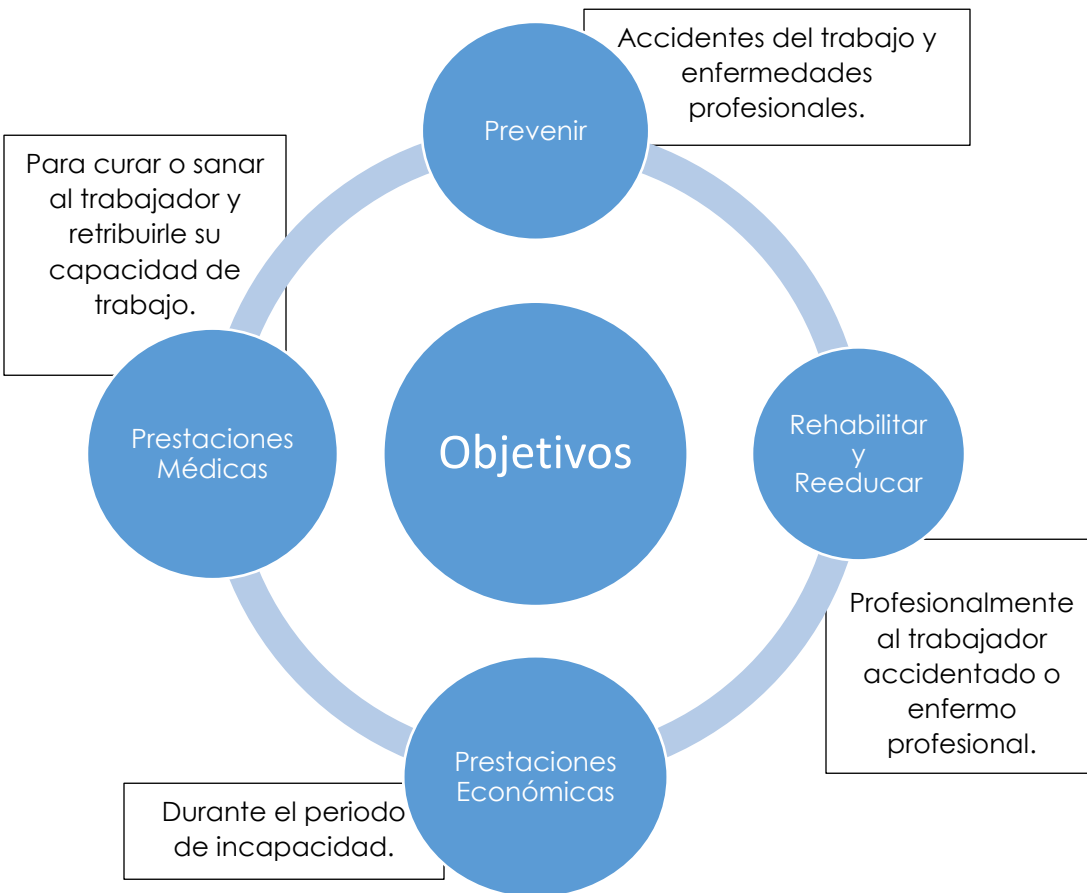 Accidentes del trabajo y
enfermedades
profesionales.
Prevenir
Para curar o sanar
al trabajador y
retribuirle su
capacidad de
trabajo.
Prestaciones
Médicas
Objetivos
Rehabilitar
y
Reeducar
Profesionalmente
al trabajador
accidentado o
enfermo
profesional.
Prestaciones
Económicas
Durante el periodo
de incapacidad.